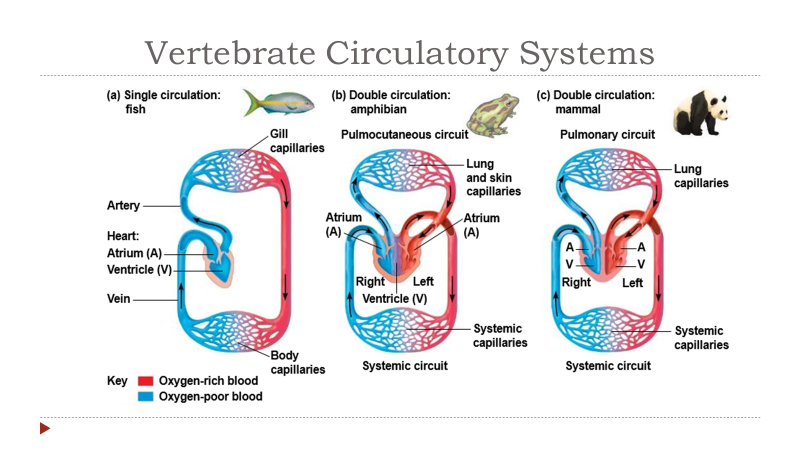 Vertebrate Circulatory Systems
(a) Single circulation:
fish
Gill
capillaries
Artery
Heart:
Atrium (A)
Ventricle (V)
Vein
Body
capillaries
Key
Oxygen-rich blood
Oxygen-poor blood
(b) Double circulation:
amphibian
Pulmocutaneous circuit
Lung
and skin
capillaries
Atrium
(A)
Atrium
(A)
Right
Left
Ventricle (V)
Systemic
capillaries
Systemic circuit
(c) Double circulation:
mammal
Pulmonary circuit
Lung
capillaries
A
A
V
V
Right
Left
Systemic
capillaries
Systemic circuit